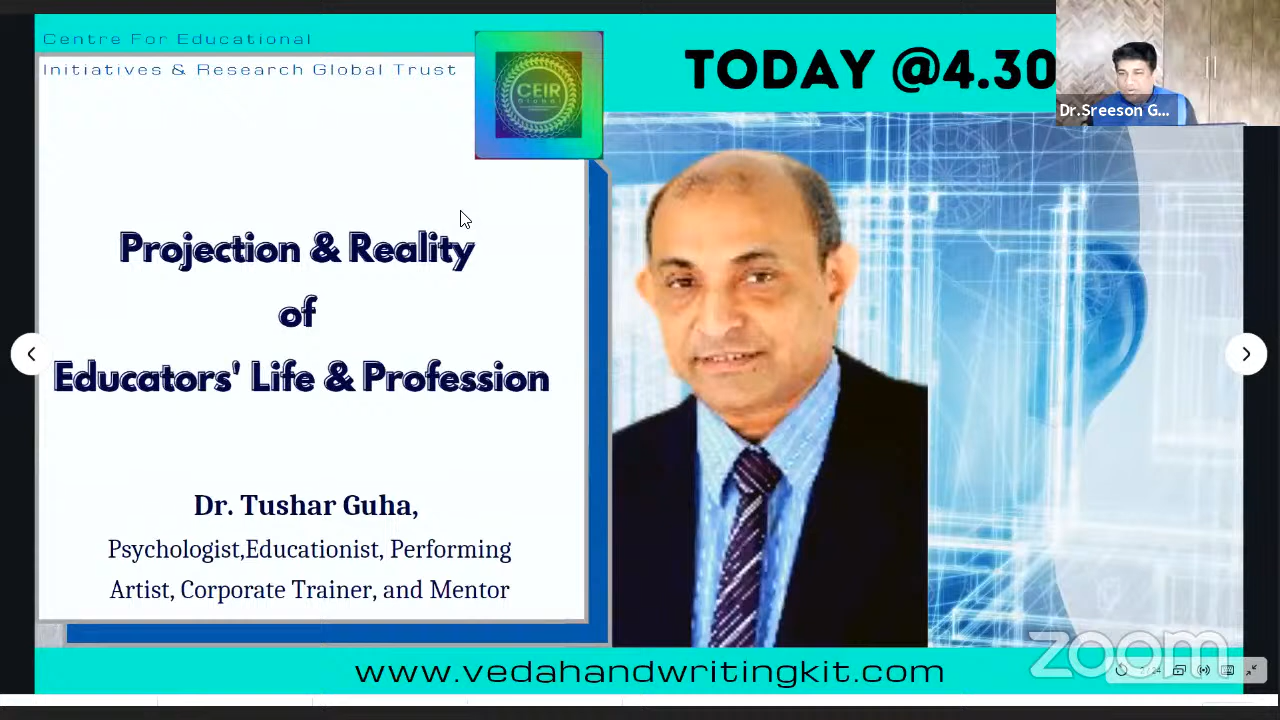 Centre For Educational
Initiatives & Research Global Trust
CEIR
Global
TODAY @4.30
Dr.Sreeson G...
Projection & Reality
of
Educators' Life & Profession
Dr. Tushar Guha,
Psychologist,Educationist, Performing
Artist, Corporate Trainer, and Mentor
zoom
www.vedahandwritingkit.com